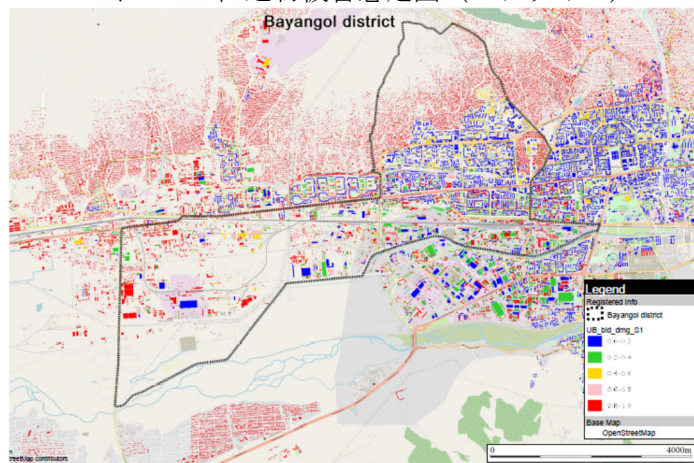 Bayangol district
Legend
Registered Info
Bayangol district
UB_bld_dmg_S1
0.0-0.2
0.2-0.4
0.4-0.6
0.6-0.8
0.8-1.0
Base Map
OpenStreetMap
0 4000m
StreetMap contributors